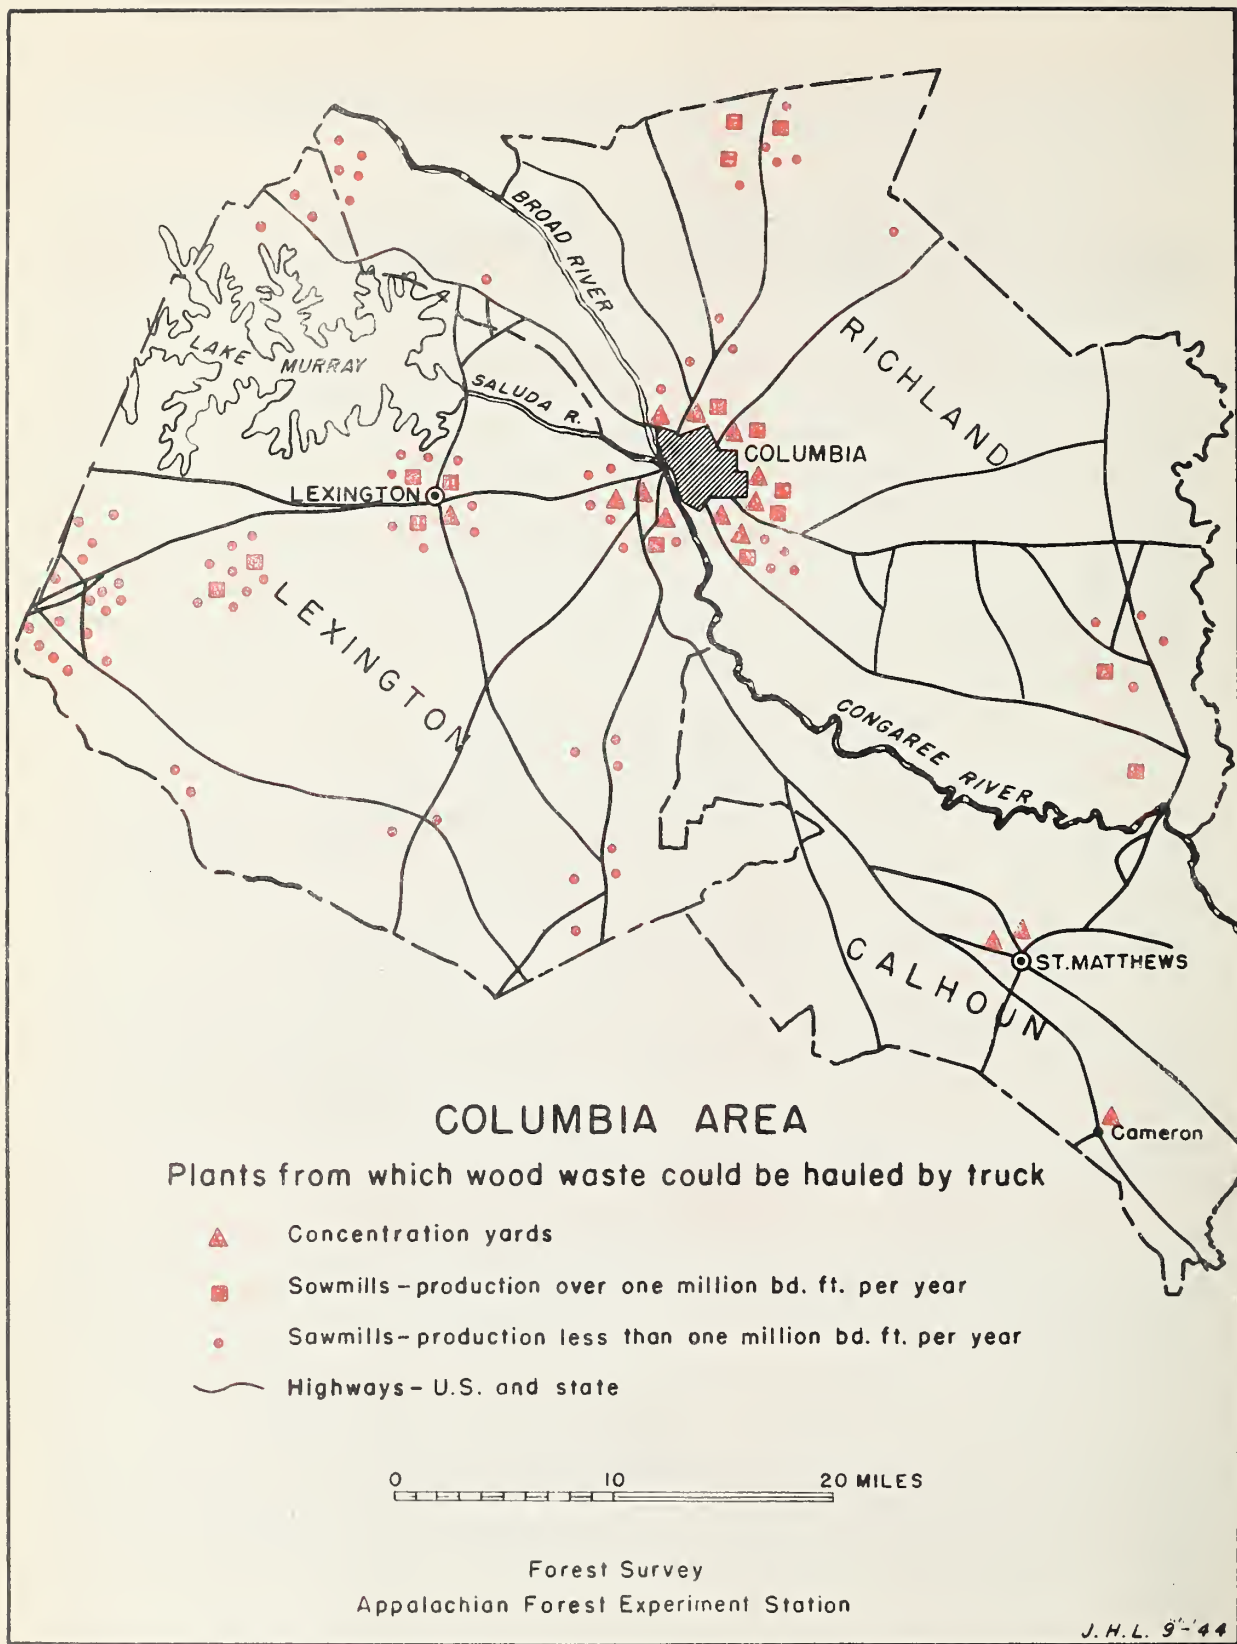 BROAD RIVER
RICHLAND
LAKE MURRAY
SALUDA R.
COLUMBIA
LEXINGTON
LEXINGTON
CONGAREE RIVER
CALHOUN
ST. MATTHEWS
Cameron
COLUMBIA AREA
Plants from which wood waste could be hauled by truck
Concentration yards
Sowmills - production over one million bd. ft. per year
Sawmills - production less than one million bd. ft. per year
Highways - U.S. and state
0 10 20 MILES
Forest Survey
Appalachian Forest Experiment Station
J. H. L. 9-'44